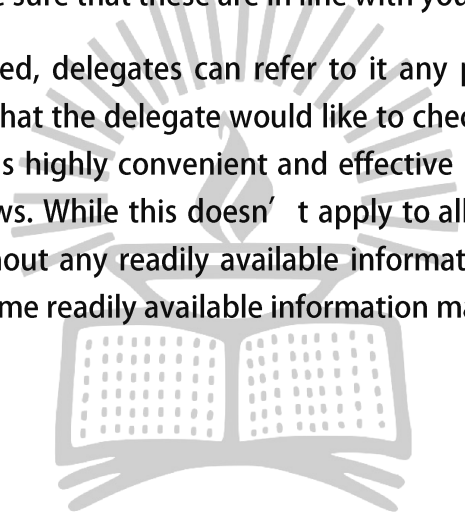 sure that these are in line with you
ed, delegates can refer to it any
hat the delegate would like to chec
s highly convenient and effective
ws. While this doesn’ t apply to all
out any readily available informat
me readily available information ma